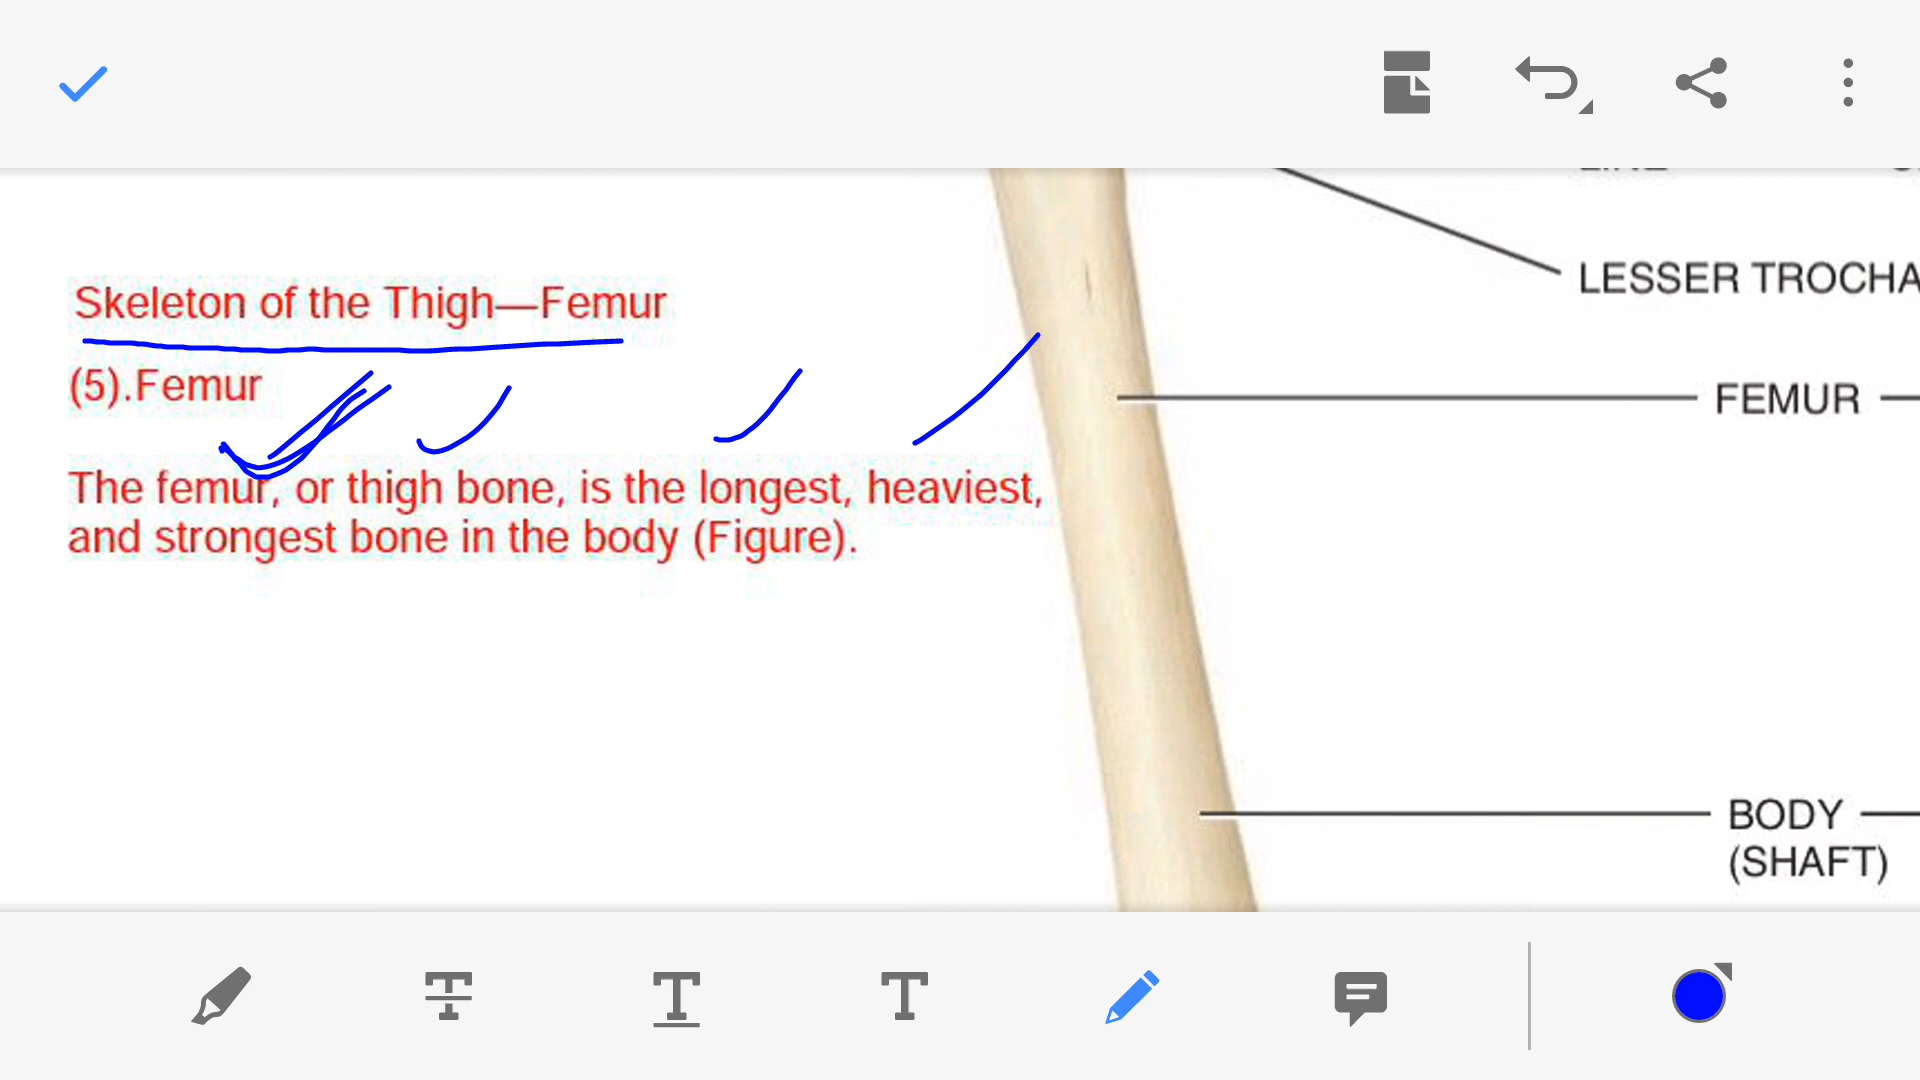 LESSER TROCHA
Skeleton of the Thigh—Femur
(5).Femur
FEMUR
The femur, or thigh bone, is the longest, heaviest,
and strongest bone in the body (Figure).
BODY
(SHAFT)